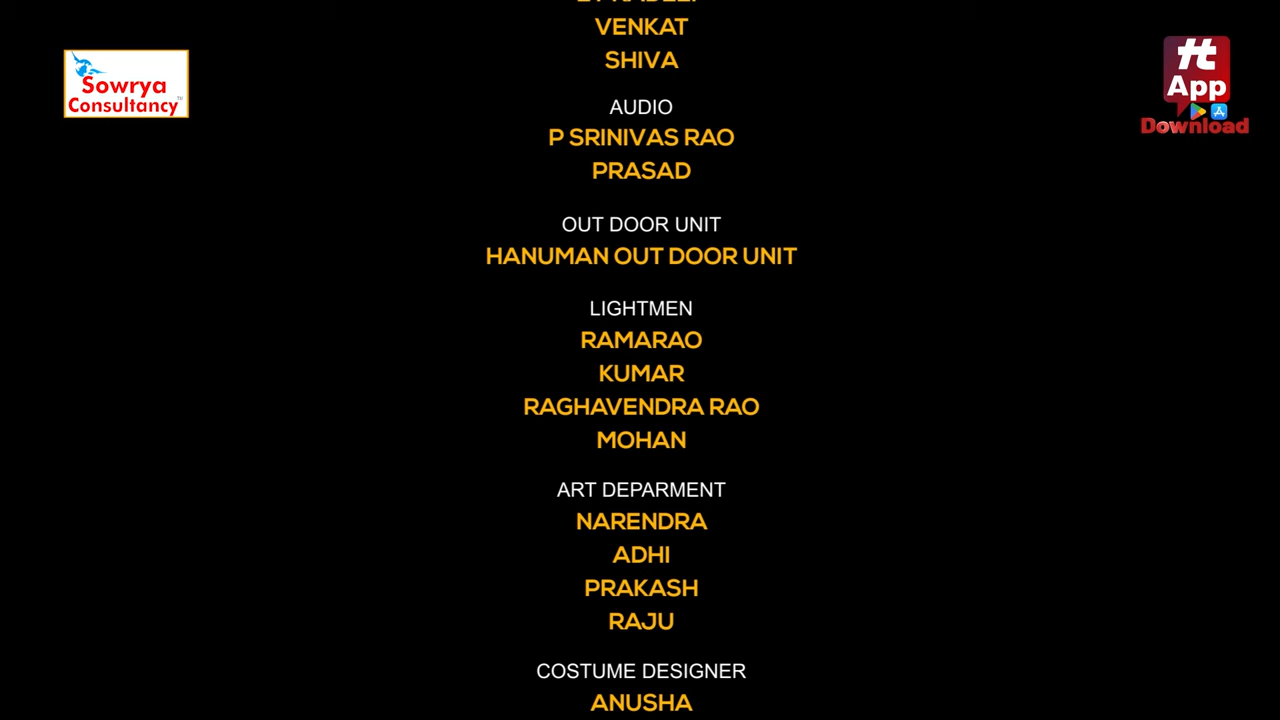 VENKAT
SHIVA
AUDIO
P SRINIVAS RAO
PRASAD
OUT DOOR UNIT
HANUMAN OUT DOOR UNIT
LIGHTMEN
RAMARAO
KUMAR
RAGHAVENDRA RAO
MOHAN
ART DEPARMENT
NARENDRA
ADHI
PRAKASH
RAJU
COSTUME DESIGNER
ANUSHA
Sowrya
Consultancy
App
Download